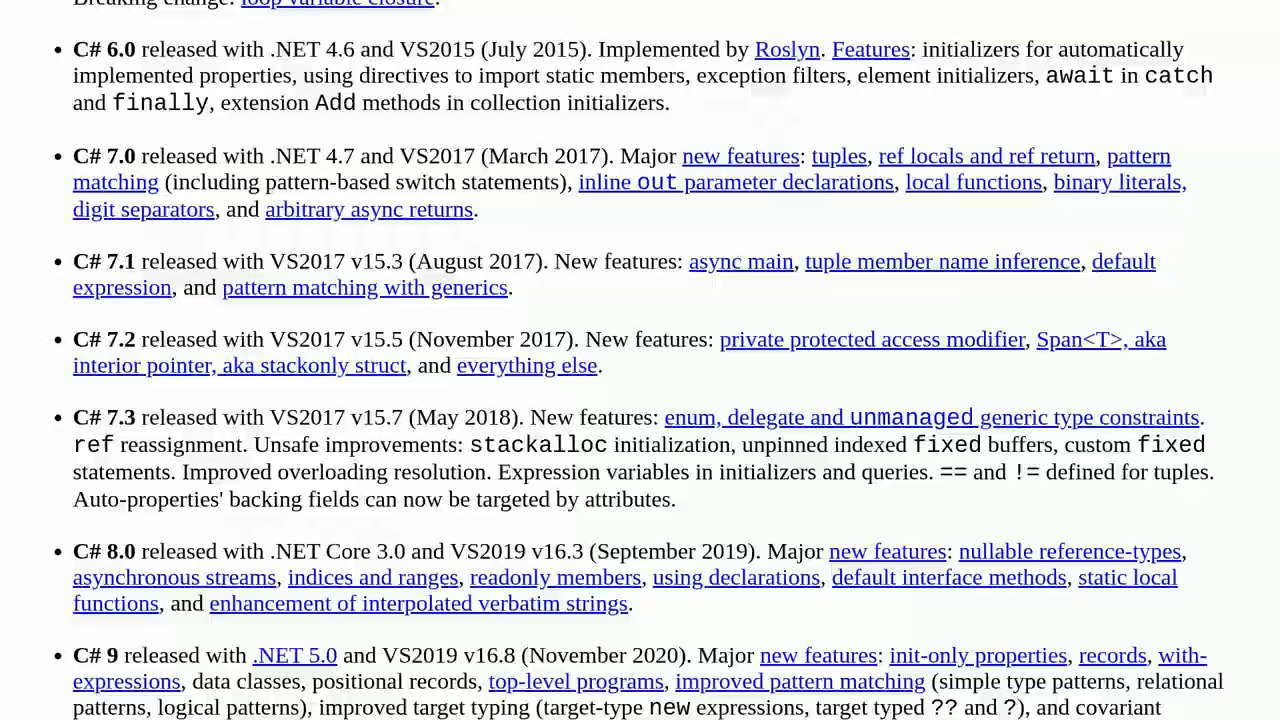 Breaking change: loop variable closure.
• C# 6.0 released with .NET 4.6 and VS2015 (July 2015). Implemented by Roslyn. Features: initializers for automatically
implemented properties, using directives to import static members, exception filters, element initializers, await in catch
and finally, extension Add methods in collection initializers.
• C# 7.0 released with .NET 4.7 and VS2017 (March 2017). Major new features: tuples, ref locals and ref return, pattern
matching (including pattern-based switch statements), inline out parameter declarations, local functions, binary literals,
digit separators, and arbitrary async returns.
• C# 7.1 released with VS2017 v15.3 (August 2017). New features: async main, tuple member name inference, default
expression, and pattern matching with generics.
• C# 7.2 released with VS2017 v15.5 (November 2017). New features: private protected access modifier, Span<T>, aka
interior pointer, aka stackonly struct, and everything else.
• C# 7.3 released with VS2017 v15.7 (May 2018). New features: enum, delegate and unmanaged generic type constraints.
ref reassignment. Unsafe improvements: stackalloc initialization, unpinned indexed fixed buffers, custom fixed
statements. Improved overloading resolution. Expression variables in initializers and queries. == and != defined for tuples.
Auto-properties' backing fields can now be targeted by attributes.
• C# 8.0 released with .NET Core 3.0 and VS2019 v16.3 (September 2019). Major new features: nullable reference-types,
asynchronous streams, indices and ranges, readonly members, using declarations, default interface methods, static local
functions, and enhancement of interpolated verbatim strings.
• C# 9 released with .NET 5.0 and VS2019 v16.8 (November 2020). Major new features: init-only properties, records, with-
expressions, data classes, positional records, top-level programs, improved pattern matching (simple type patterns, relational
patterns, logical patterns), improved target typing (target-type new expressions, target typed ?? and ?), and covariant